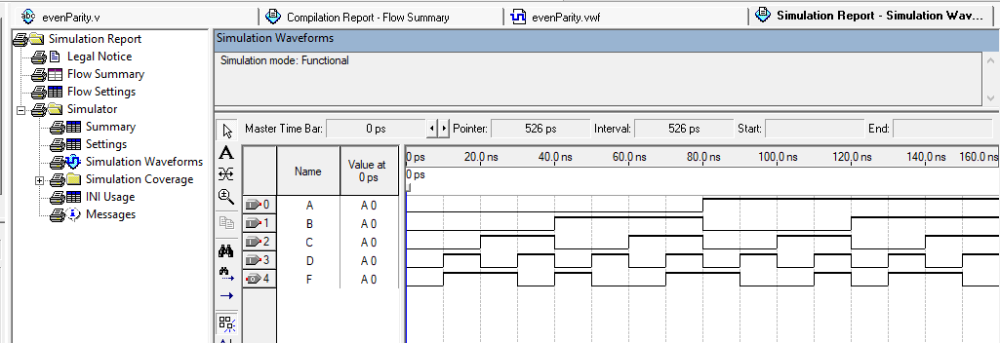 evenParity.v
Compilation Report - Flow Summary
evenParity.vwf
Simulation Report - Simulation Wav...
Simulation Report
Legal Notice
Flow Summary
Flow Settings
Simulator
Summary
Settings
Simulation Waveforms
Simulation Coverage
INI Usage
Messages
Simulation Waveforms
Simulation mode: Functional
Master Time Bar: 0 ps Pointer: 526 ps Interval: 526 ps Start: End:
Name Value at 0 ps
0 ps 20.0 ns 40.0 ns 60.0 ns 80.0 ns 100.0 ns 120.0 ns 140.0 ns 160.0 ns
0 ps
0 A A 0
1 B A 0
2 C A 0
3 D A 0
4 F A 0